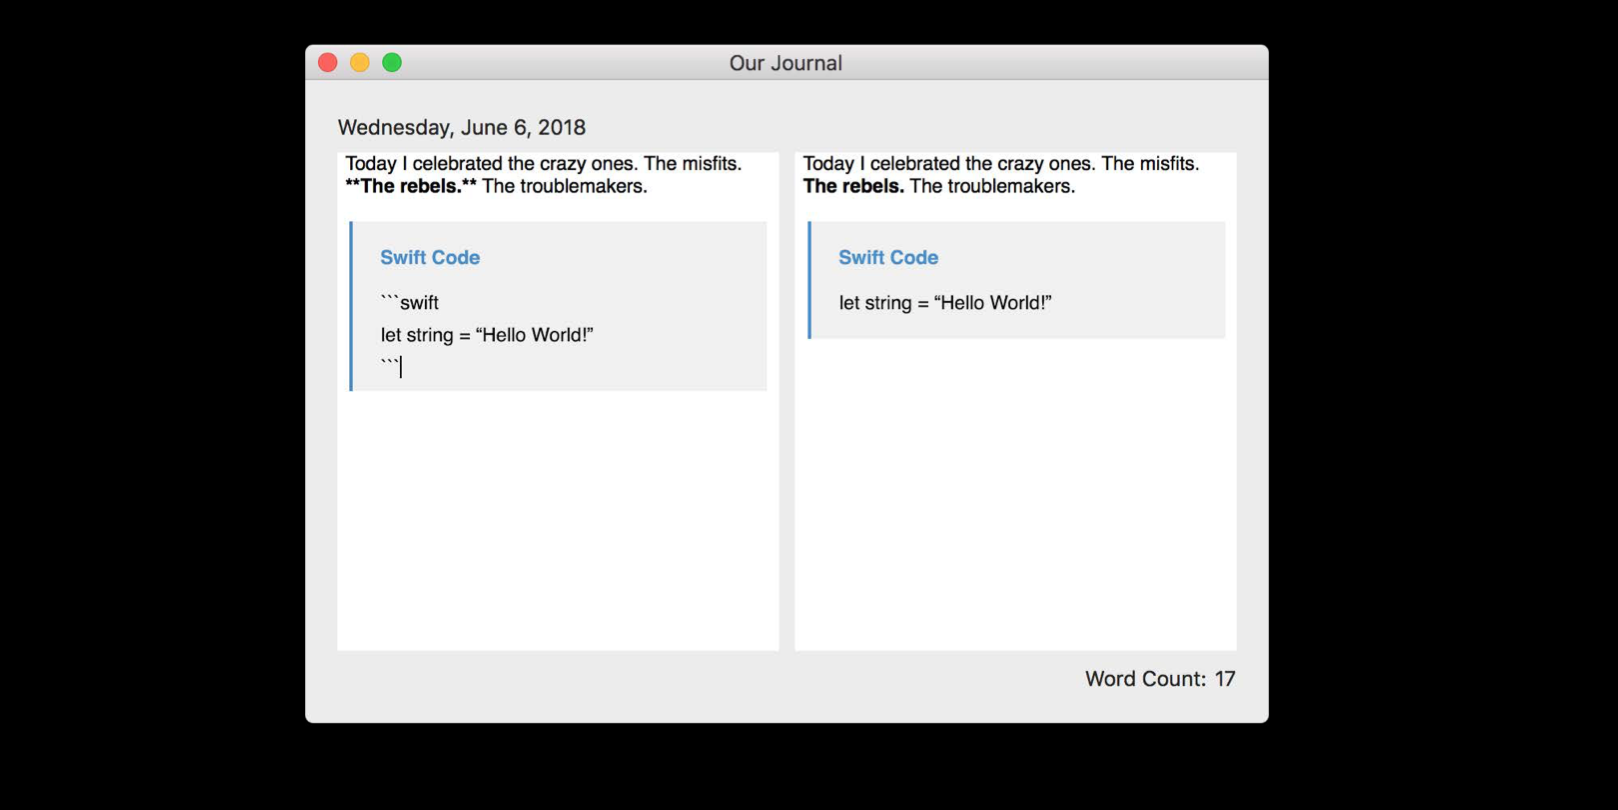 Our Journal
Wednesday, June 6, 2018
Today I celebrated the crazy ones. The misfits.
**The rebels.** The troublemakers.
Swift Code
```swift
let string = “Hello World!”
```
Today I celebrated the crazy ones. The misfits.
The rebels. The troublemakers.
Swift Code
let string = “Hello World!”
Word Count: 17